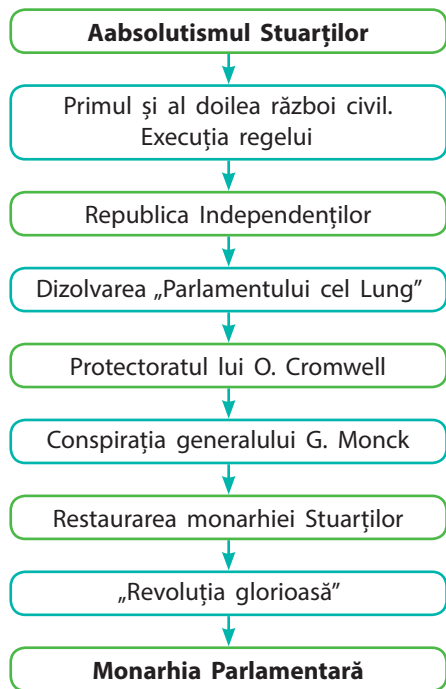 Aabsolutismul Stuarților
Primul și al doilea război civil.
Execuția regelui
Republica Independenților
Dizolvarea „Parlamentului cel Lung”
Protectoratul lui O. Cromwell
Conspirația generalului G. Monck
Restaurarea monarhiei Stuarților
„Revoluția glorioasă”
Monarhia Parlamentară